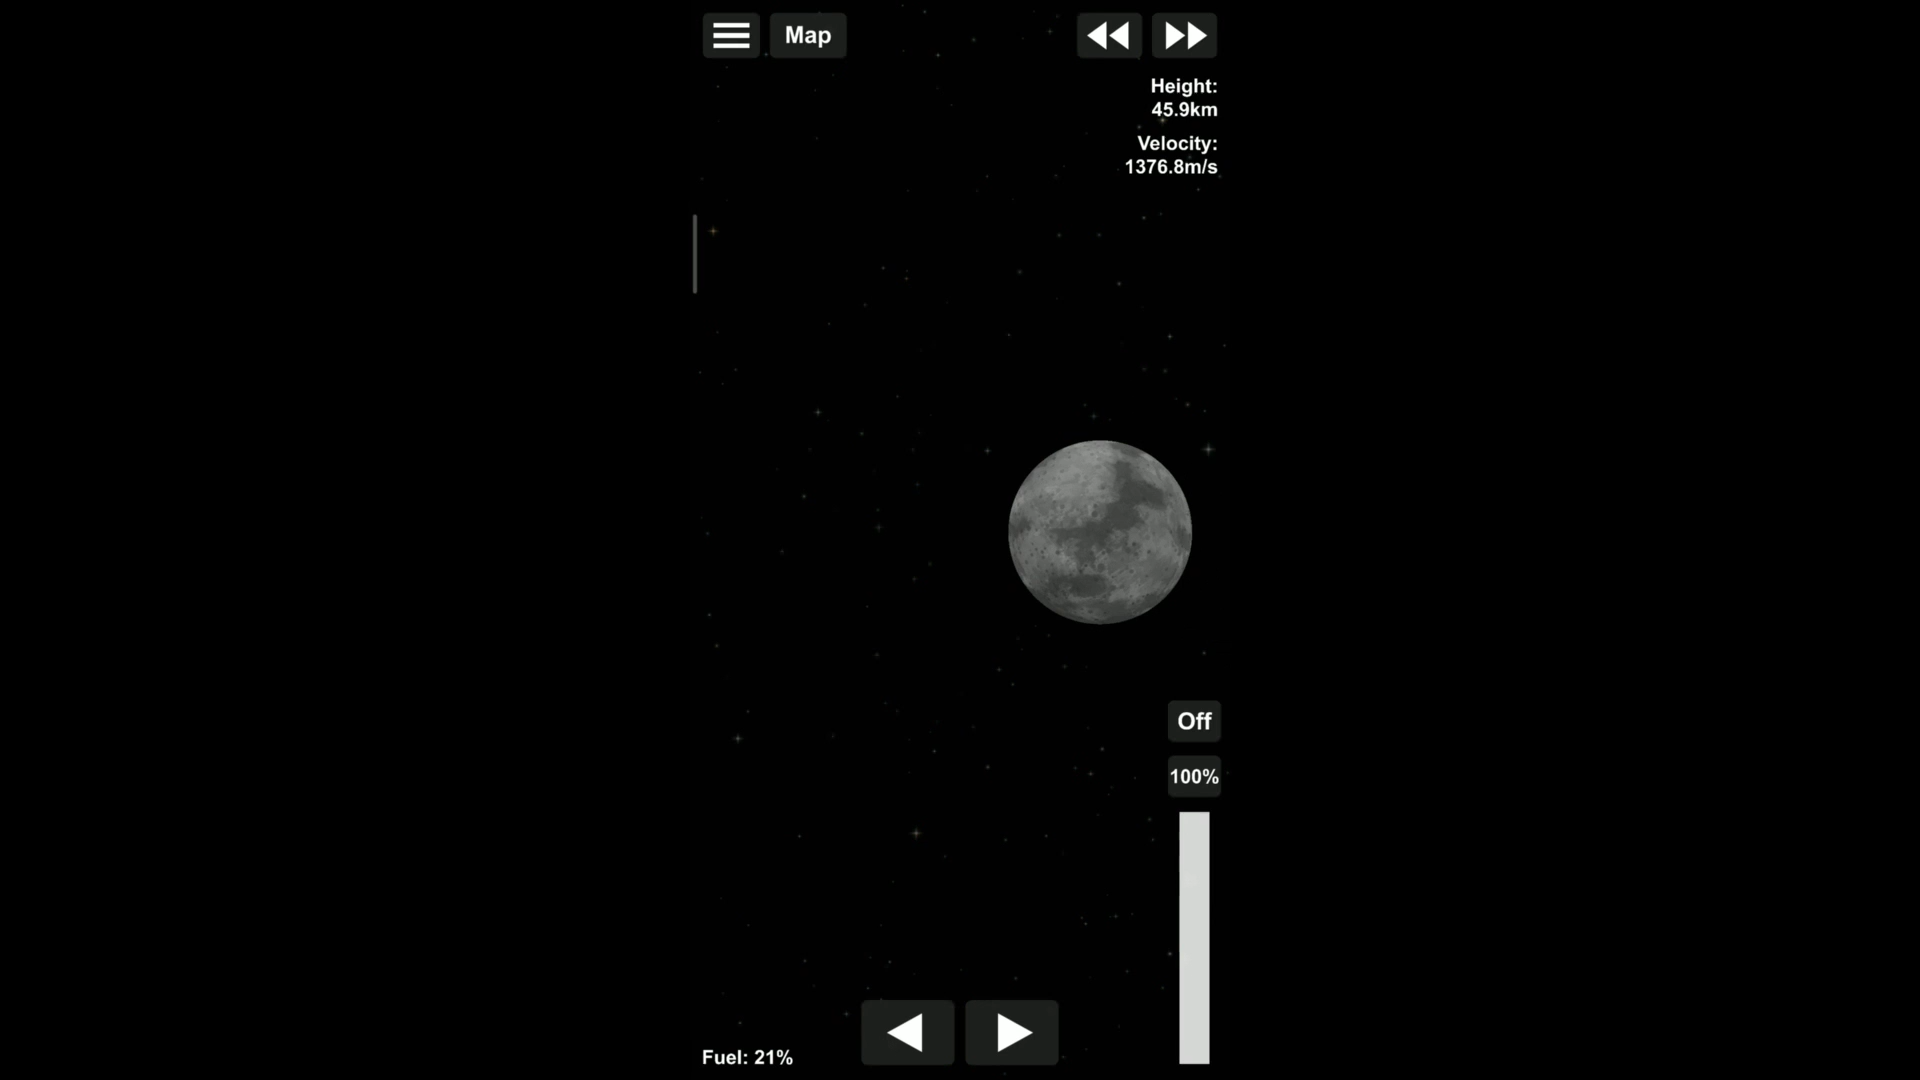 Map
Height:
45.9km
Velocity:
1376.8m/s
Off
100%
Fuel: 21%